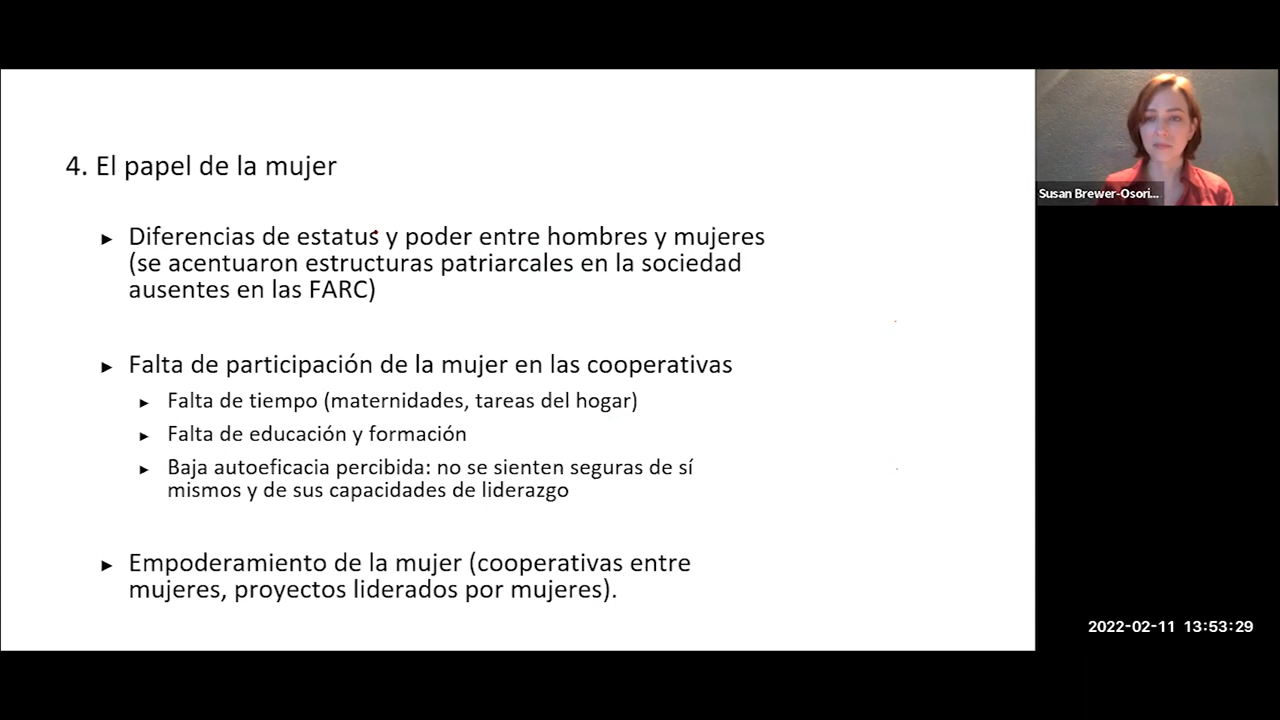 4. El papel de la mujer
► Diferencias de estatus y poder entre hombres y mujeres
(se acentuaron estructuras patriarcales en la sociedad
ausentes en las FARC)
► Falta de participación de la mujer en las cooperativas
► Falta de tiempo (maternidades, tareas del hogar)
► Falta de educación y formación
► Baja autoeficacia percibida: no se sienten seguras de sí
mismos y de sus capacidades de liderazgo
► Empoderamiento de la mujer (cooperativas entre
mujeres, proyectos liderados por mujeres).
Susan Brewer-Osori...
2022-02-11 13:53:29